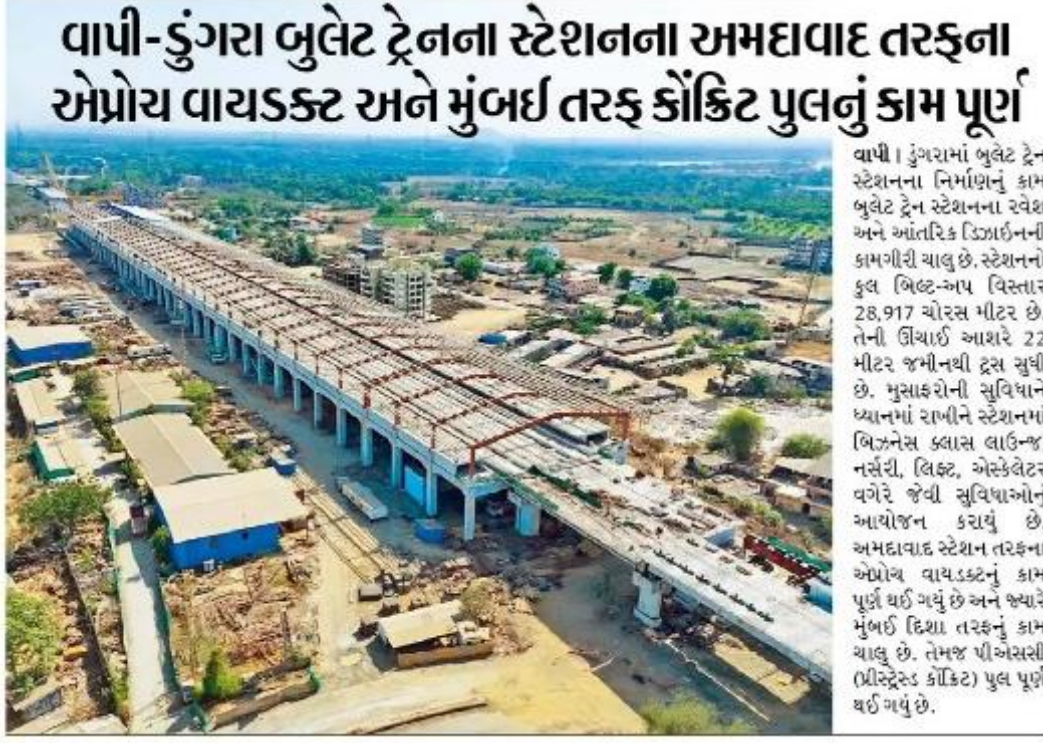 વાપી-ડુંગરા બુલેટ ટ્રેનના સ્ટેશનના અમદાવાદ તરફના
એપ્રોચ વાયડક્ટ અને મુંબઈ તરફ કોંક્રિટ પુલનું કામ પૂર્ણ
વાપી | ડુંગરામાં બુલેટ ટ્રેન
સ્ટેશનના નિર્માણનું કામ
બુલેટ ટ્રેન સ્ટેશનના રવેશ
અને આંતરિક ડિઝાઈનની
કામગીરી ચાલુ છે. સ્ટેશનનો
કુલ બિલ્ટ-અપ વિસ્તાર
28,917 ચોરસ મીટર છે.
તેની ઊંચાઈ આશરે 22
મીટર જમીનથી ટ્રસ સુધી
છે. મુસાફરોની સુવિધાને
ધ્યાનમાં રાખીને સ્ટેશનમાં
બિઝનેસ ક્લાસ લાઉન્જ,
નર્સરી, લિફ્ટ, એસ્કેલેટર
વગેરે જેવી સુવિધાઓનું
આયોજન કરાયું છે.
અમદાવાદ સ્ટેશન તરફના
એપ્રોચ વાયડક્ટનું કામ
પૂર્ણ થઈ ગયું છે અને જ્યારે
મુંબઈ દિશા તરફનું કામ
ચાલુ છે. તેમજ પીએસસી
(પ્રીસ્ટ્રેસ્ડ કોંક્રિટ) પુલ પૂર્ણ
થઈ ગયું છે.